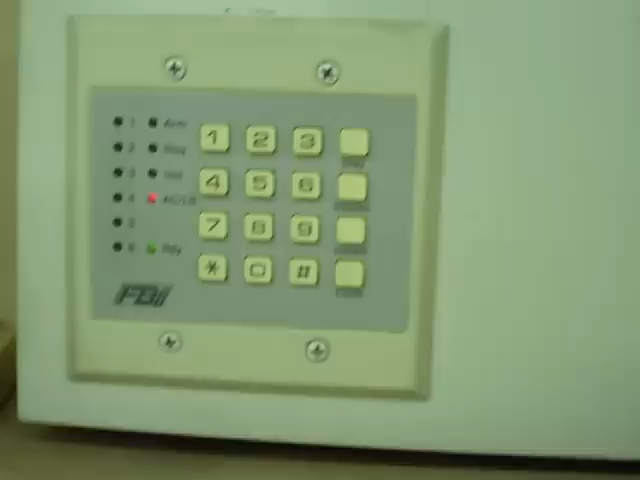 1 Arm
2 Stay
3 Inst
4 AC/LB
5
6 Rdy
1 2 3
4 5 6
7 8 9
* 0 #
FBII